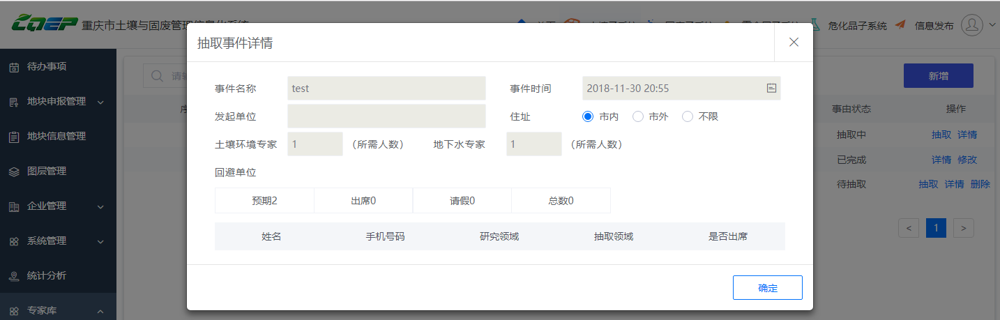 CQEP 重庆市土壤与固废管理信息化系统 危化品子系统 信息发布
待办事项
地块申报管理
地块信息管理
图层管理
企业管理
系统管理
统计分析
专家库
新增
事由状态 操作
抽取中 抽取 详情
已完成 详情 修改
待抽取 抽取 详情 删除
< 1 >
抽取事件详情
事件名称 test 事件时间 2018-11-30 20:55
发起单位 住址 市内 市外 不限
土壤环境专家 1 （所需人数） 地下水专家 1 （所需人数）
回避单位
预期2 出席0 请假0 总数0
姓名 手机号码 研究领域 抽取领域 是否出席
确定